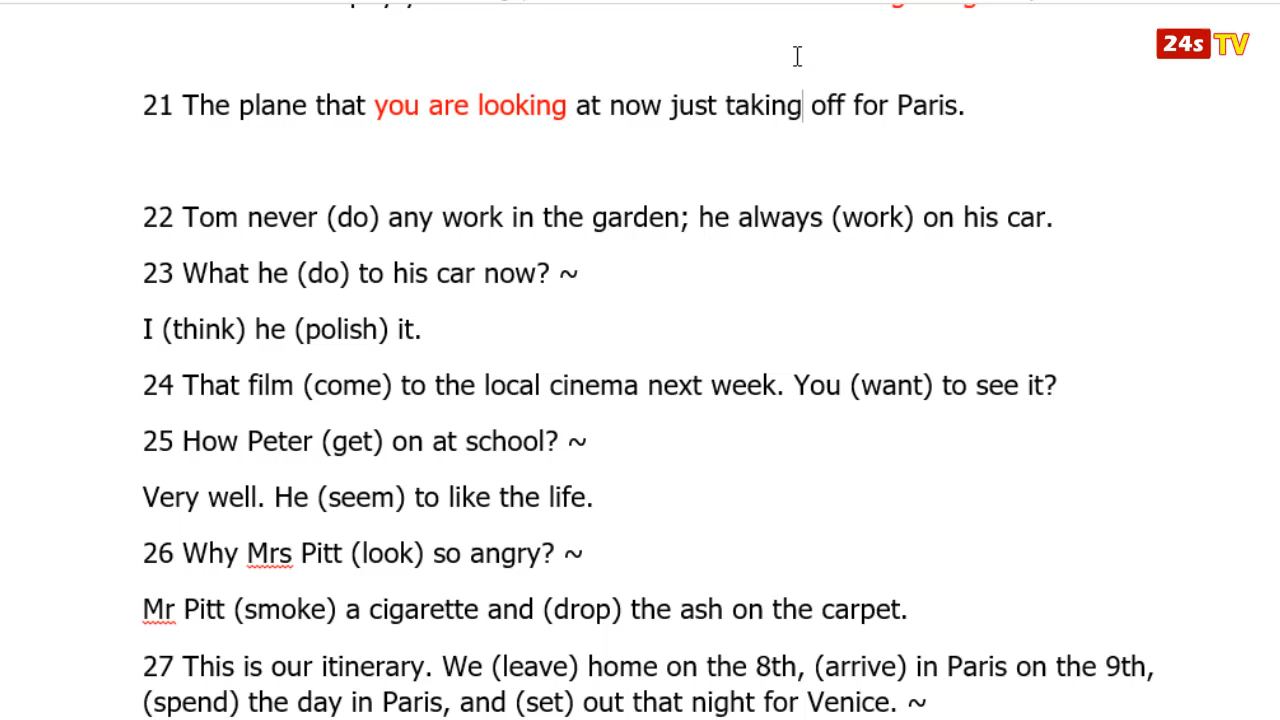 24s TV
21 The plane that you are looking at now just taking off for Paris.
22 Tom never (do) any work in the garden; he always (work) on his car.
23 What he (do) to his car now? ~
I (think) he (polish) it.
24 That film (come) to the local cinema next week. You (want) to see it?
25 How Peter (get) on at school? ~
Very well. He (seem) to like the life.
26 Why Mrs Pitt (look) so angry? ~
Mr Pitt (smoke) a cigarette and (drop) the ash on the carpet.
27 This is our itinerary. We (leave) home on the 8th, (arrive) in Paris on the 9th,
(spend) the day in Paris, and (set) out that night for Venice. ~